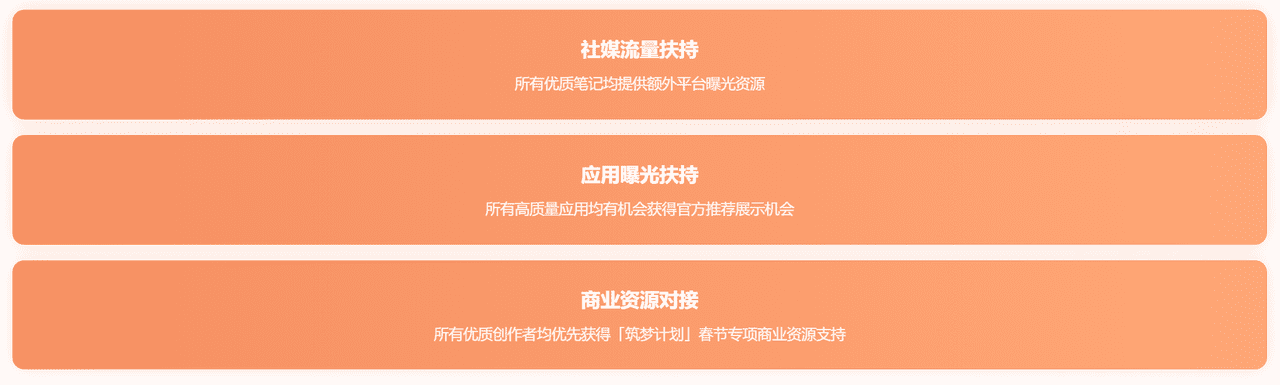 社媒流量扶持
所有优质笔记均提供额外平台曝光资源
应用曝光扶持
所有高质量应用均有机会获得官方推荐展示机会
商业资源对接
所有优质创作者均优先获得「筑梦计划」春节专项商业资源支持